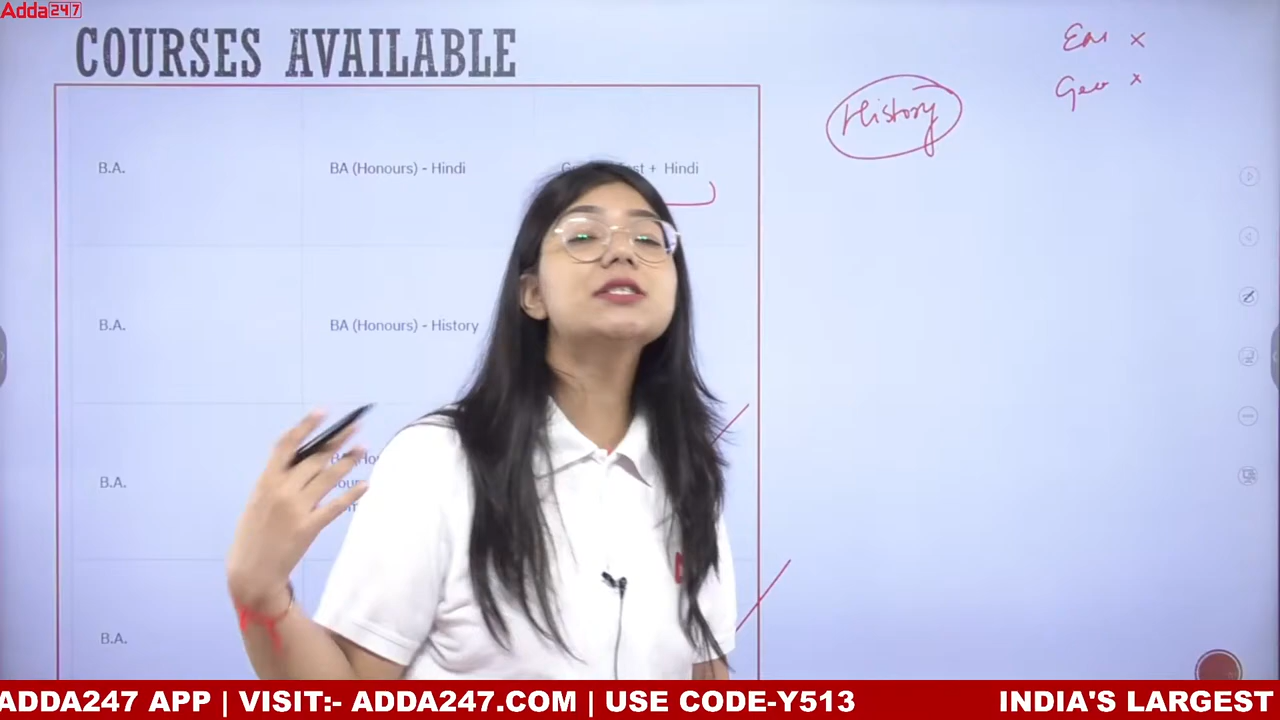 Adda247
COURSES AVAILABLE
Geo ×
History
B.A.
BA (Honours) - Hindi
+ Hindi
B.A.
BA (Honours) - History
B.A.
B.A.
ADDA247 APP | VISIT:- ADDA247.COM | USE CODE-Y513
INDIA'S LARGEST